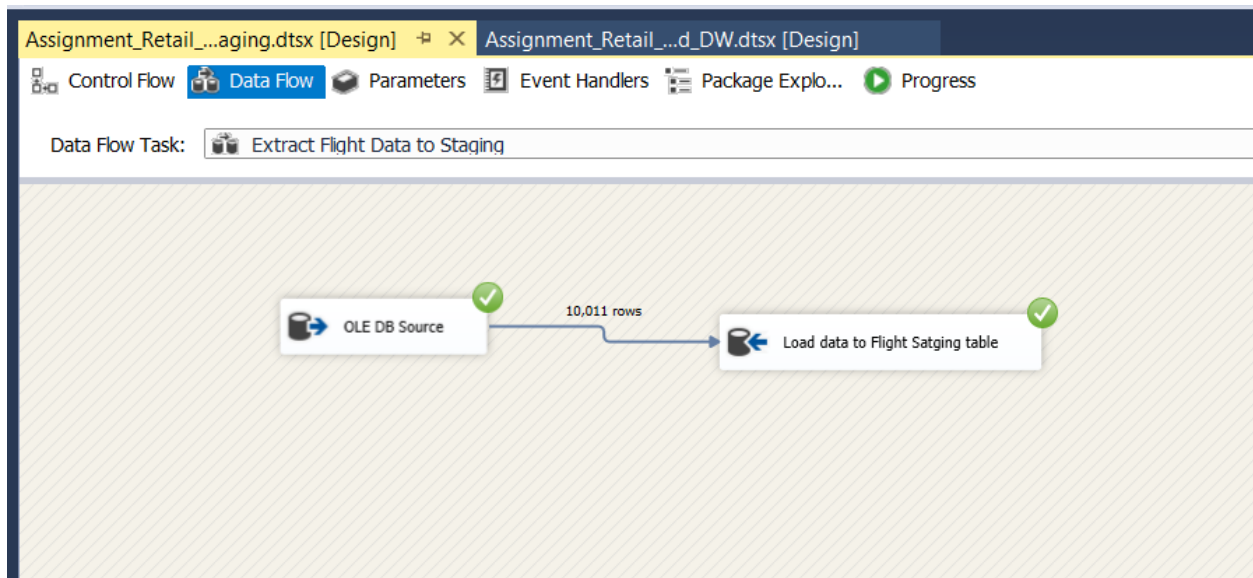 Assignment_Retail_...aging.dtsx [Design] Assignment_Retail_...d_DW.dtsx [Design]
Control Flow Data Flow Parameters Event Handlers Package Explo... Progress
Data Flow Task: Extract Flight Data to Staging
10,011 rows
OLE DB Source
Load data to Flight Satging table